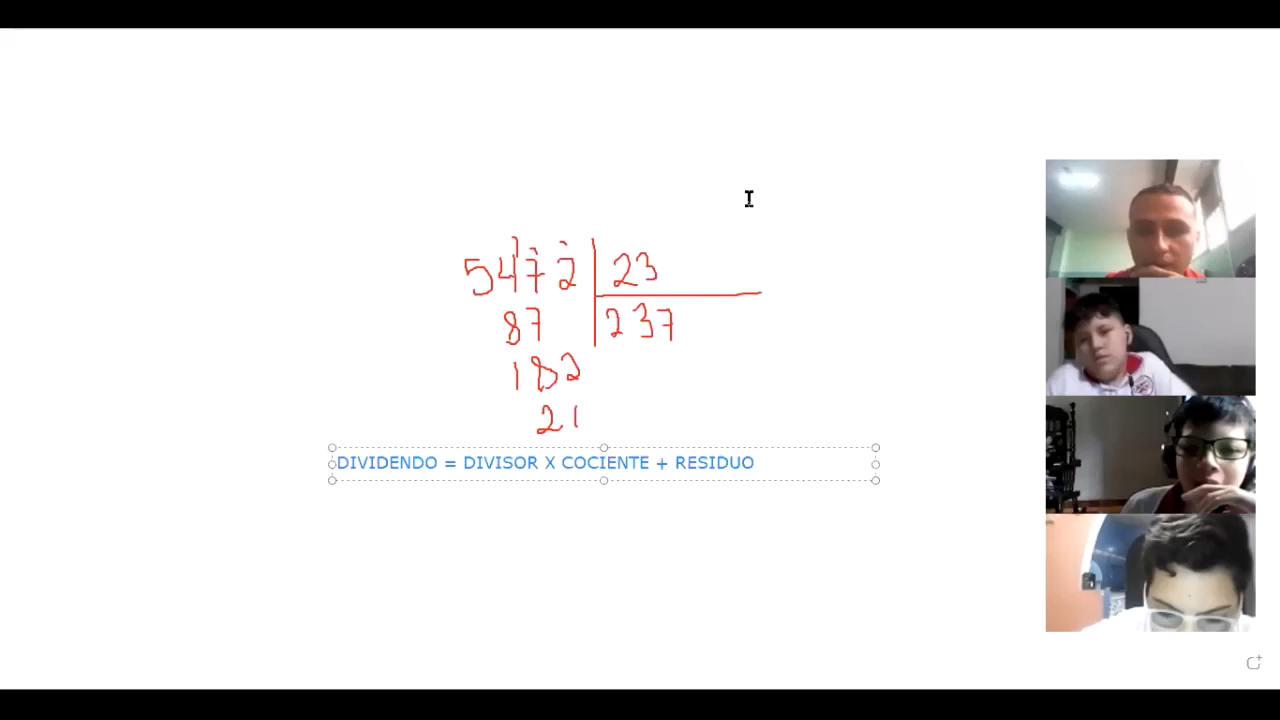 5472 23
87 237
182
21
DIVIDENDO = DIVISOR X COCIENTE + RESIDUO